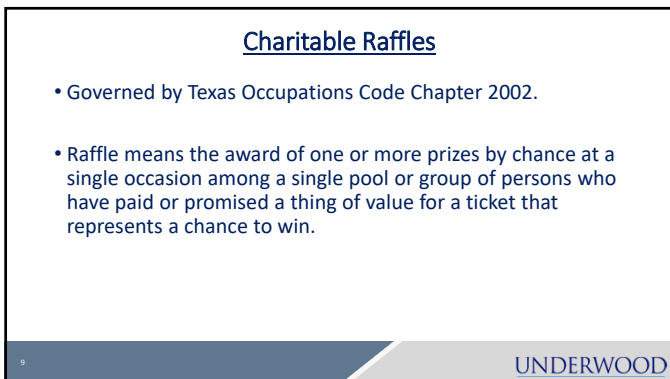 Charitable Raffles
• Governed by Texas Occupations Code Chapter 2002.
• Raffle means the award of one or more prizes by chance at a
single occasion among a single pool or group of persons who
have paid or promised a thing of value for a ticket that
represents a chance to win.
9
UNDERWOOD